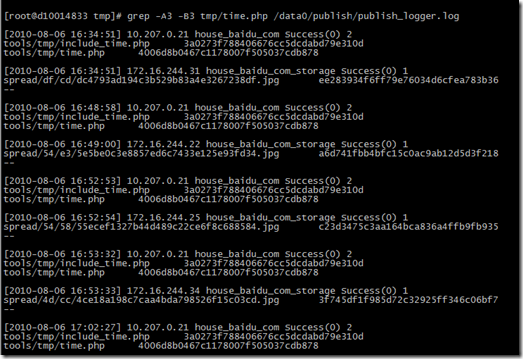 [root@d10014833 tmp]# grep -A3 -B3 tmp/time.php /data0/publish/publish_logger.log
[2010-08-06 16:34:51] 10.207.0.21 house_baidu_com Success(0) 2
tools/tmp/include_time.php 3a0273f788406676cc5dcdabd79e310d
tools/tmp/time.php 4006d8b0467c1178007f505037cdb878
[2010-08-06 16:34:51] 172.16.244.31 house_baidu_com_storage Success(0) 1
spread/df/cd/dc4793ad194c3b529b83a4e3267238df.jpg ee283934f6ff79e76034d6cfea783b36
--
[2010-08-06 16:48:58] 10.207.0.21 house_baidu_com Success(0) 2
tools/tmp/include_time.php 3a0273f788406676cc5dcdabd79e310d
tools/tmp/time.php 4006d8b0467c1178007f505037cdb878
[2010-08-06 16:49:00] 172.16.244.22 house_baidu_com_storage Success(0) 1
spread/54/e3/5e5be0c3e8857ed6c7433e125e93fd34.jpg a6d741fbb4bfc15c0ac9ab12d5d3f218
--
[2010-08-06 16:52:53] 10.207.0.21 house_baidu_com Success(0) 2
tools/tmp/include_time.php 3a0273f788406676cc5dcdabd79e310d
tools/tmp/time.php 4006d8b0467c1178007f505037cdb878
[2010-08-06 16:52:54] 172.16.244.25 house_baidu_com_storage Success(0) 1
spread/54/58/55ecef1327b44d489c22ce6f8c688584.jpg c23d3475c3aa164bca836a4ffb9fb935
--
[2010-08-06 16:53:32] 10.207.0.21 house_baidu_com Success(0) 2
tools/tmp/include_time.php 3a0273f788406676cc5dcdabd79e310d
tools/tmp/time.php 4006d8b0467c1178007f505037cdb878
[2010-08-06 16:53:33] 172.16.244.34 house_baidu_com_storage Success(0) 1
spread/4d/cc/4ce18a198c7caa4bda798526f15c03cd.jpg 3f745df1f985d72c32925ff346c06bf7
--
[2010-08-06 17:02:27] 10.207.0.21 house_baidu_com Success(0) 2
tools/tmp/time.php 4006d8b0467c1178007f505037cdb878